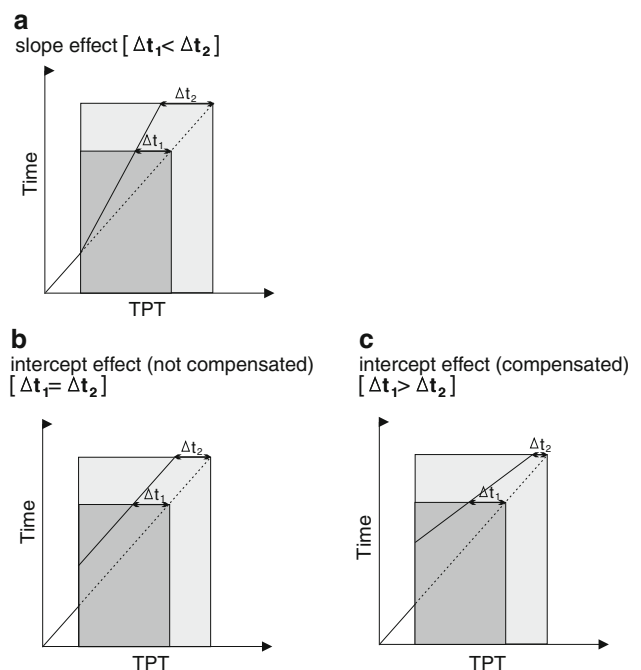 a
slope effect [ Δt1< Δt2 ]
Δt2
Δt1
Time
TPT
b
intercept effect (not compensated)
[ Δt1= Δt2 ]
Δt2
Δt1
Time
TPT
c
intercept effect (compensated)
[ Δt1> Δt2 ]
Δt2
Δt1
Time
TPT